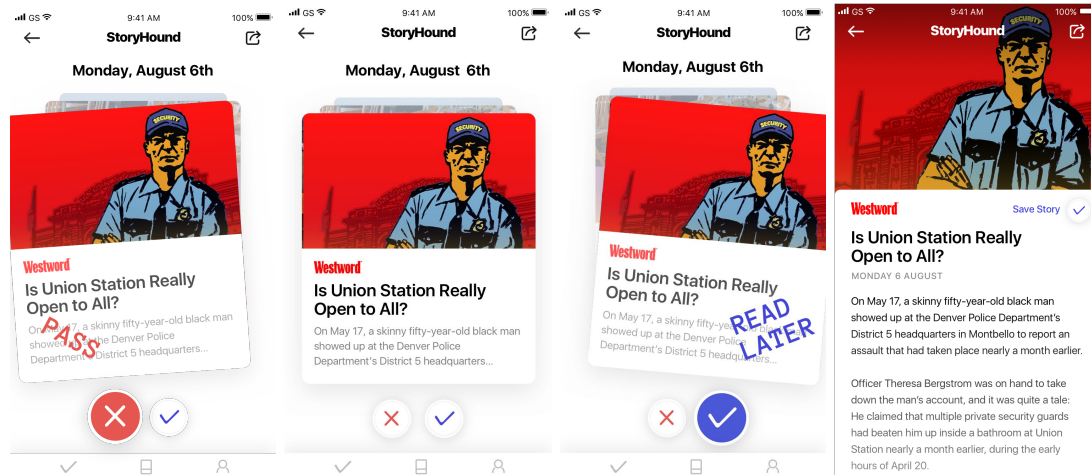 GS 9:41 AM 100%
StoryHound
Monday, August 6th
SECURITY
Westword
Is Union Station Really
Open to All?
On May 17, a skinny fifty-year-old black man
showed up at the Denver Police
Department's District 5 headquarters...
PASS
GS 9:41 AM 100%
StoryHound
Monday, August 6th
SECURITY
Westword
Is Union Station Really
Open to All?
On May 17, a skinny fifty-year-old black man
showed up at the Denver Police
Department's District 5 headquarters...
GS 9:41 AM 100%
StoryHound
Monday, August 6th
SECURITY
Westword
Is Union Station Really
Open to All?
On May 17, a skinny fifty-year-old black
showed up at the Denver Police
Department's District 5
READ
LATER
GS 9:41 AM 100%
StoryHound
SECURITY
Westword
Save Story
Is Union Station Really
Open to All?
MONDAY 6 AUGUST
On May 17, a skinny fifty-year-old black man
showed up at the Denver Police Department's
District 5 headquarters in Montbello to report an
assault that had taken place nearly a month earlier.
Officer Theresa Bergstrom was on hand to take
down the man's account, and it was quite a tale:
He claimed that multiple private security guards
had beaten him up inside a bathroom at Union
Station nearly a month earlier, during the early
hours of April 20.